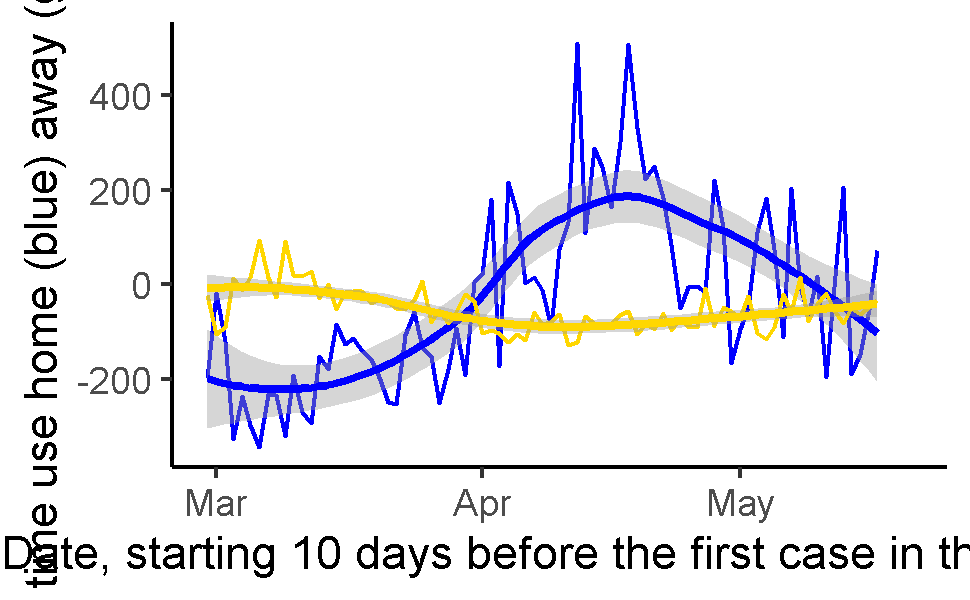 time use home (blue) away (
400
200
0
-200
Mar Apr May
Date, starting 10 days before the first case in th